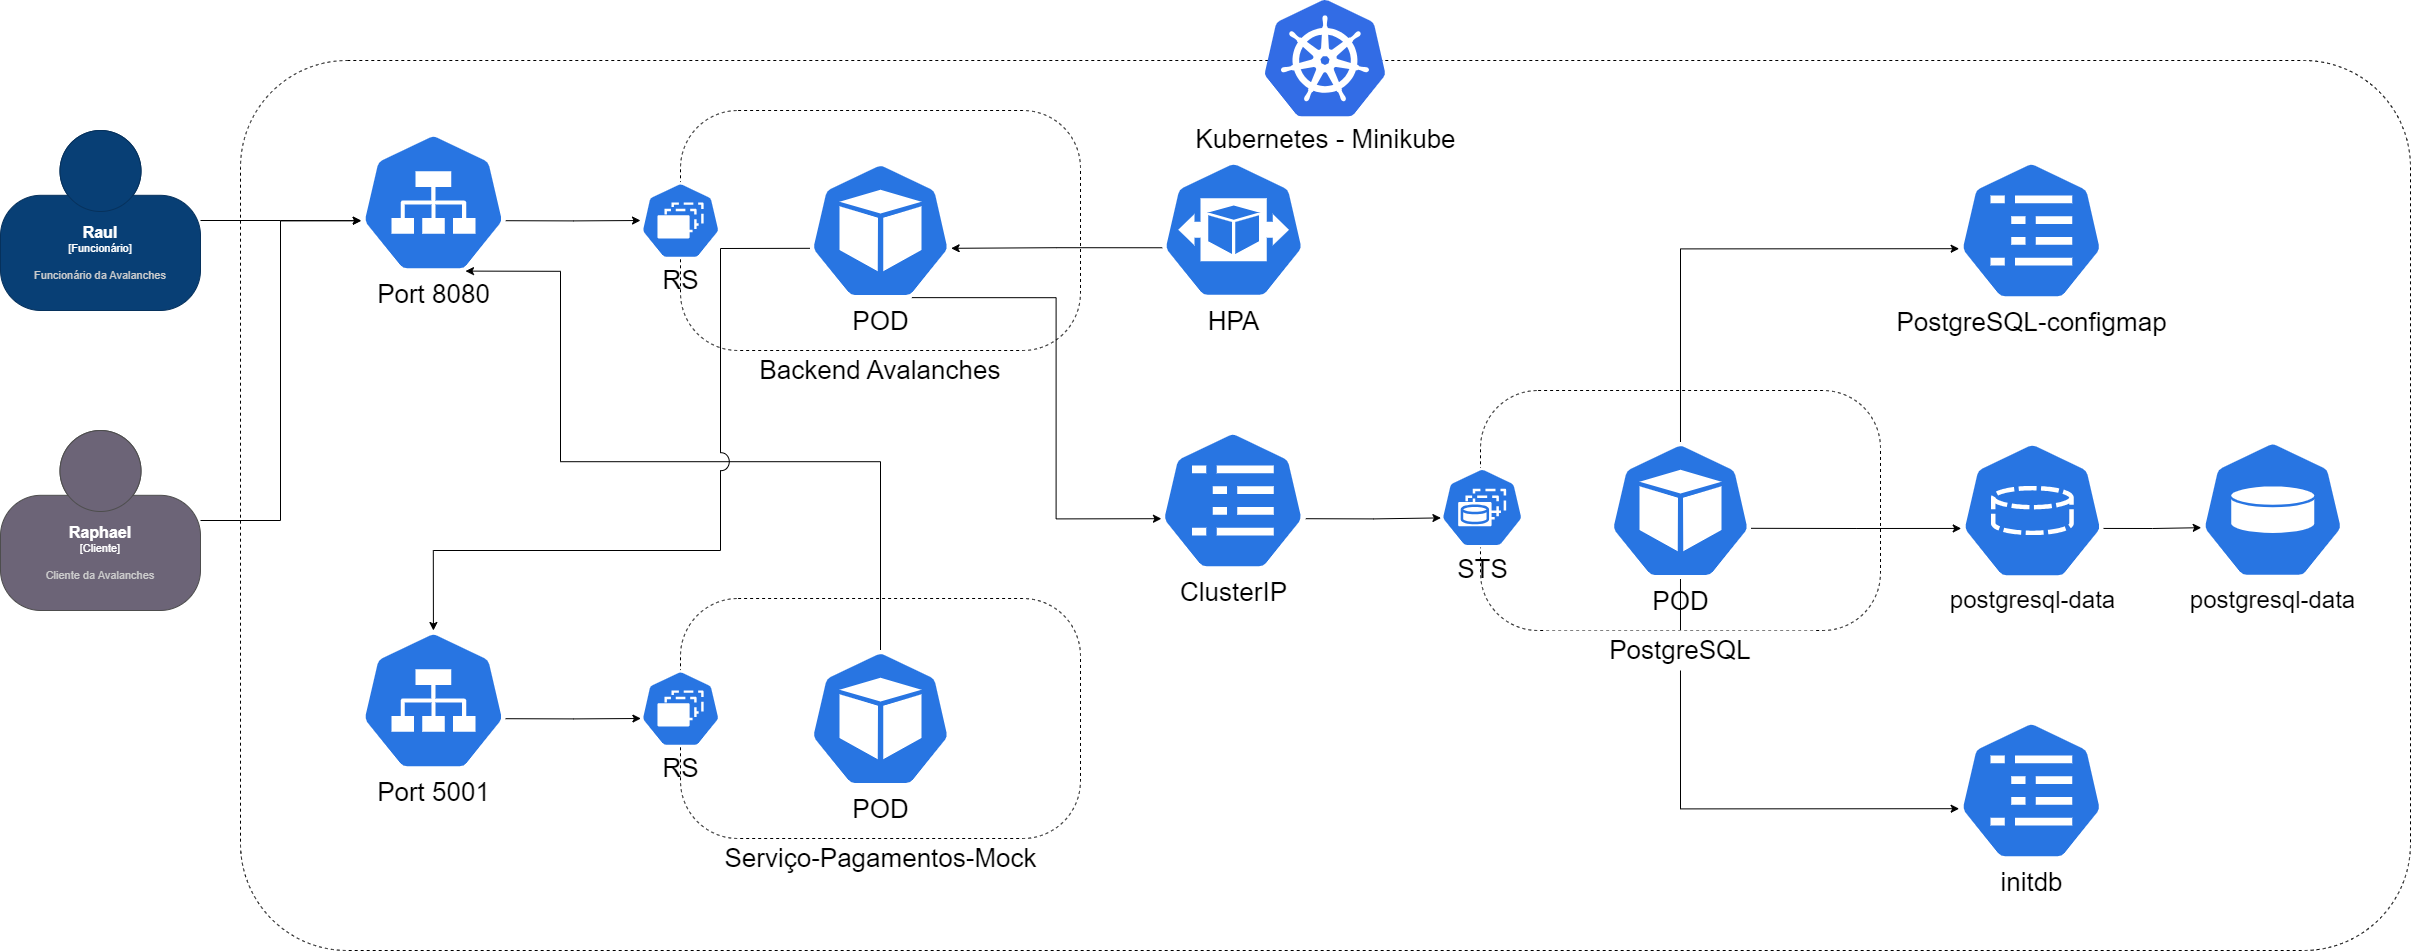 Kubernetes - Minikube
Raul
[Funcionário]
Funcionário da Avalanches
Port 8080
RS
POD
Backend Avalanches
HPA
PostgreSQL-configmap
Raphael
[Cliente]
Cliente da Avalanches
ClusterIP
STS
POD
PostgreSQL
postgresql-data
postgresql-data
Port 5001
RS
POD
Serviço-Pagamentos-Mock
initdb